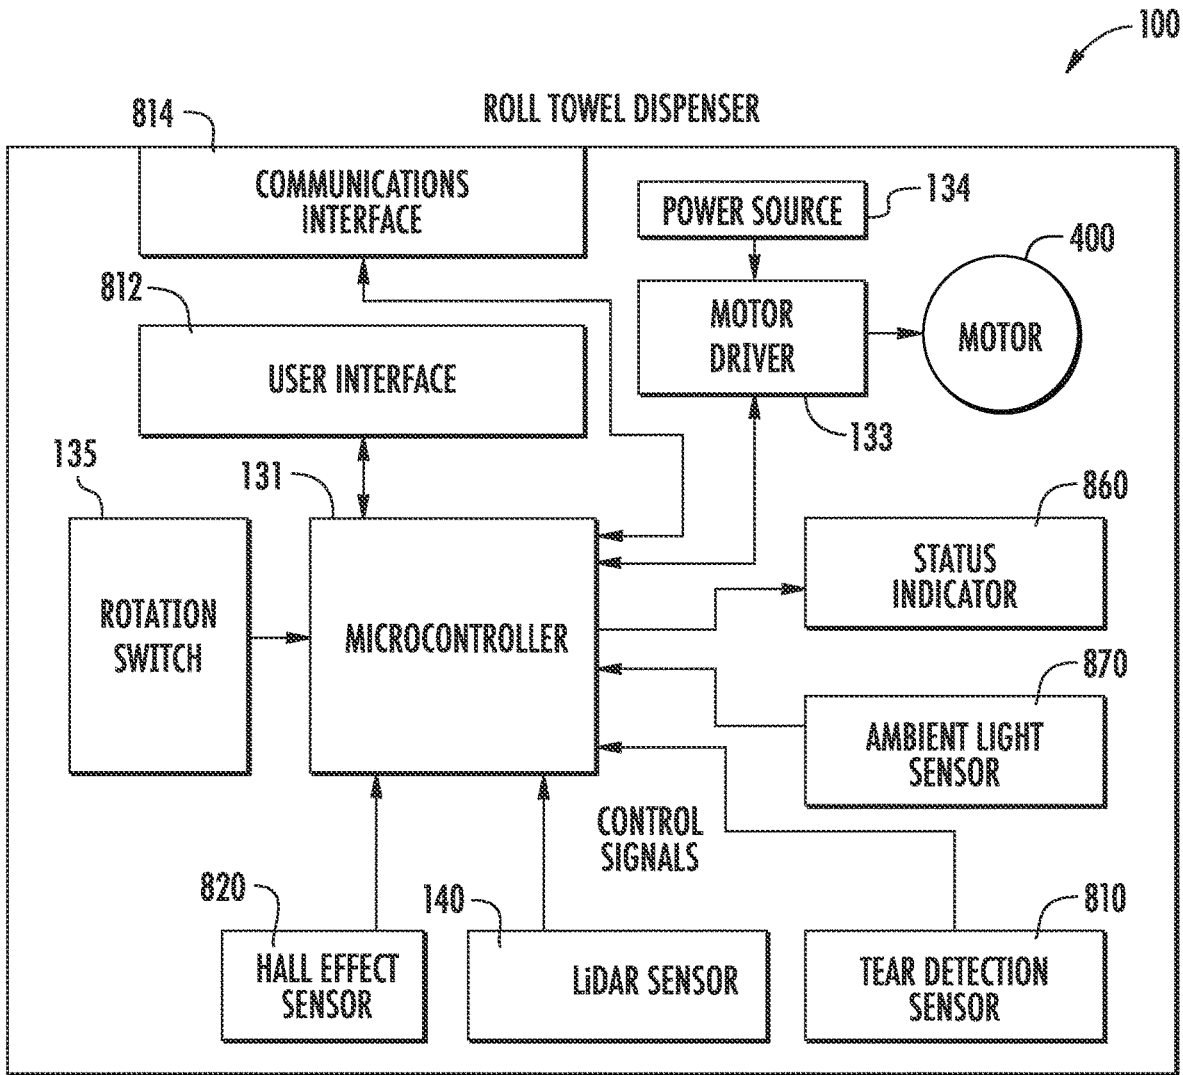 100
ROLL TOWEL DISPENSER
814
COMMUNICATIONS
INTERFACE
POWER SOURCE
134
400
812
MOTOR
DRIVER
MOTOR
USER INTERFACE
133
135
131
860
ROTATION
SWITCH
MICROCONTROLLER
STATUS
INDICATOR
870
AMBIENT LIGHT
SENSOR
CONTROL
SIGNALS
820
140
810
HALL EFFECT
SENSOR
LiDAR SENSOR
TEAR DETECTION
SENSOR